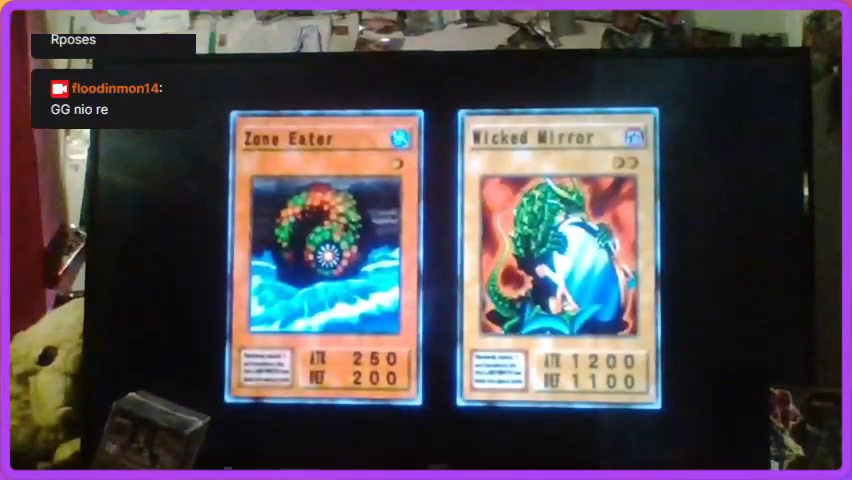 Rposes
floodinmon14:
GG nio re
Zone Eater
Wicked Mirror
ATK 250
DEF 200
ATK 1200
DEF 1100